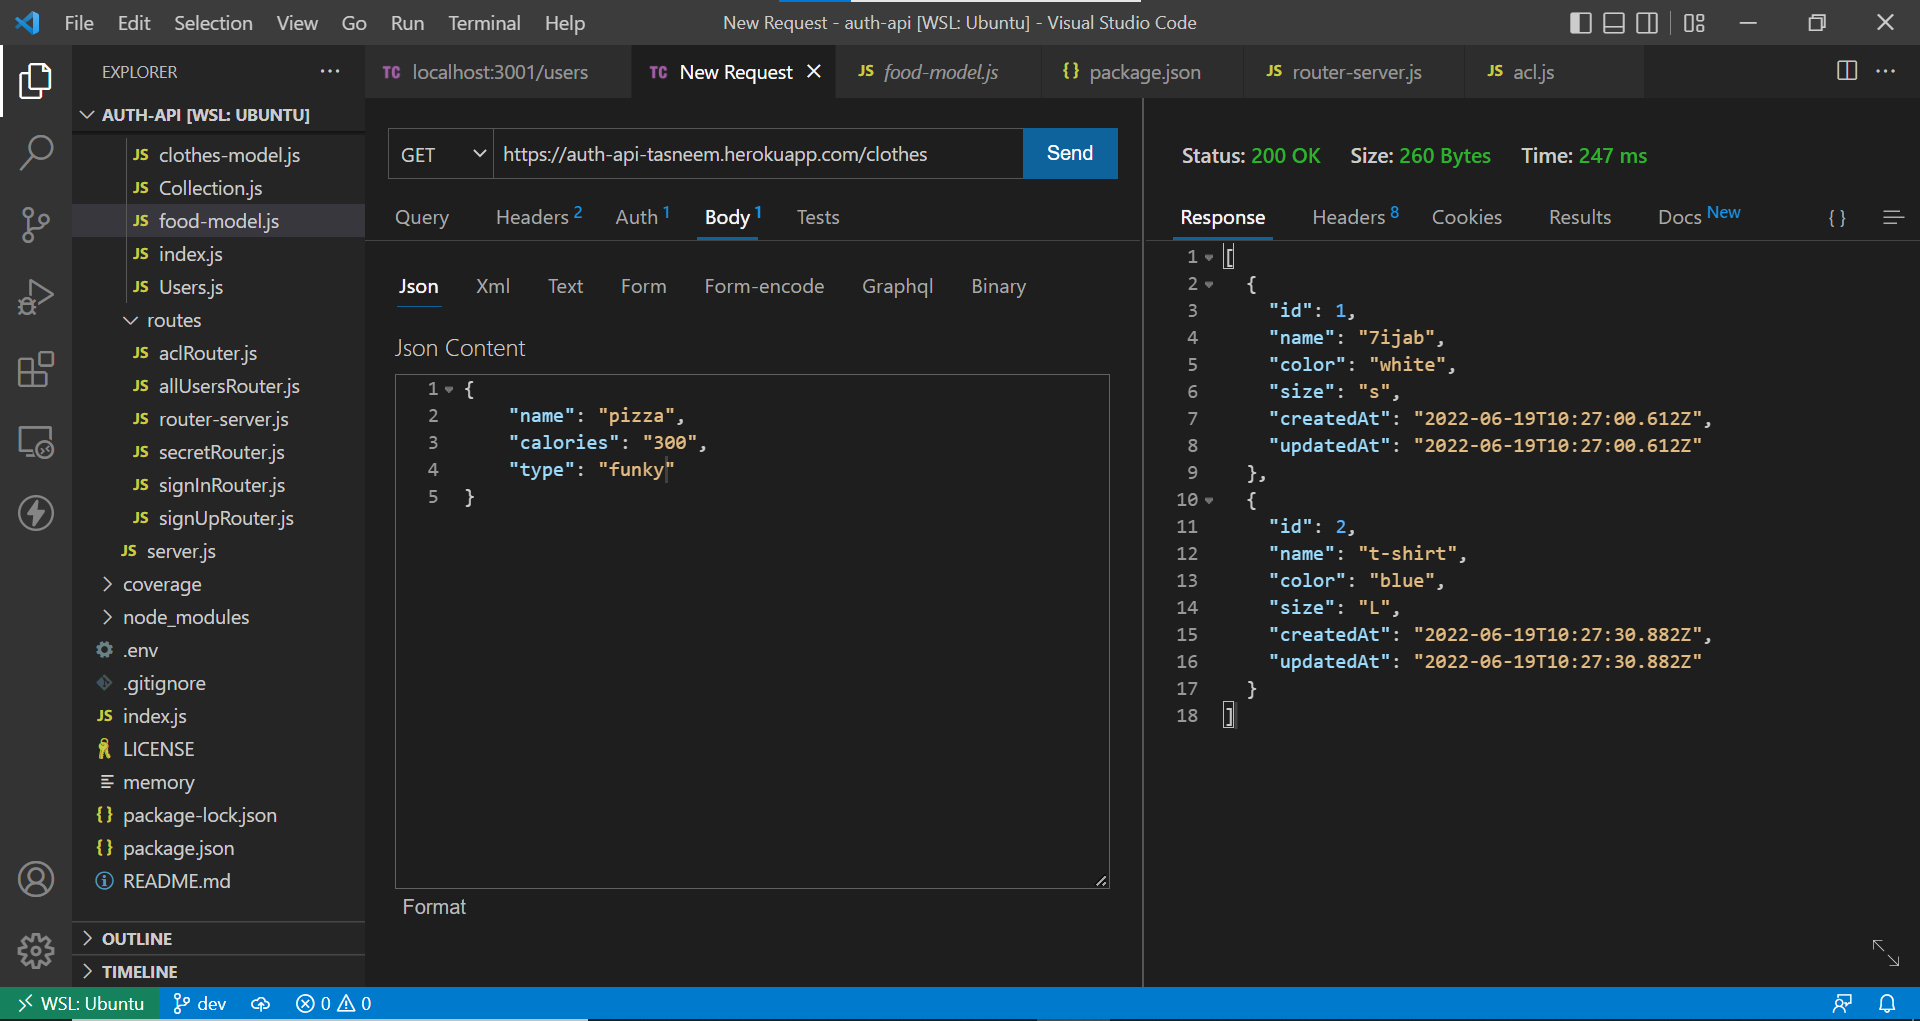 File Edit Selection View Go Run Terminal Help New Request - auth-api [WSL: Ubuntu] - Visual Studio Code
EXPLORER ···
AUTH-API [WSL: UBUNTU]
JS clothes-model.js
JS Collection.js
JS food-model.js
JS index.js
JS Users.js
routes
JS aclRouter.js
JS allUsersRouter.js
JS router-server.js
JS secretRouter.js
JS signInRouter.js
JS signUpRouter.js
JS server.js
coverage
node_modules
.env
.gitignore
JS index.js
LICENSE
memory
{} package-lock.json
{} package.json
README.md
OUTLINE
TIMELINE
TC localhost:3001/users TC New Request JS food-model.js {} package.json JS router-server.js JS acl.js
GET https://auth-api-tasneem.herokuapp.com/clothes Send
Query Headers 2 Auth 1 Body 1 Tests
Json Xml Text Form Form-encode Graphql Binary
Json Content
1 {
2 "name": "pizza",
3 "calories": "300",
4 "type": "funky"
5 }
Format
Status: 200 OK Size: 260 Bytes Time: 247 ms
Response Headers 8 Cookies Results Docs New { }
1 [
2 {
3 "id": 1,
4 "name": "7ijab",
5 "color": "white",
6 "size": "s",
7 "createdAt": "2022-06-19T10:27:00.612Z",
8 "updatedAt": "2022-06-19T10:27:00.612Z"
9 },
10 {
11 "id": 2,
12 "name": "t-shirt",
13 "color": "blue",
14 "size": "L",
15 "createdAt": "2022-06-19T10:27:30.882Z",
16 "updatedAt": "2022-06-19T10:27:30.882Z"
17 }
18 ]
WSL: Ubuntu dev 0 0